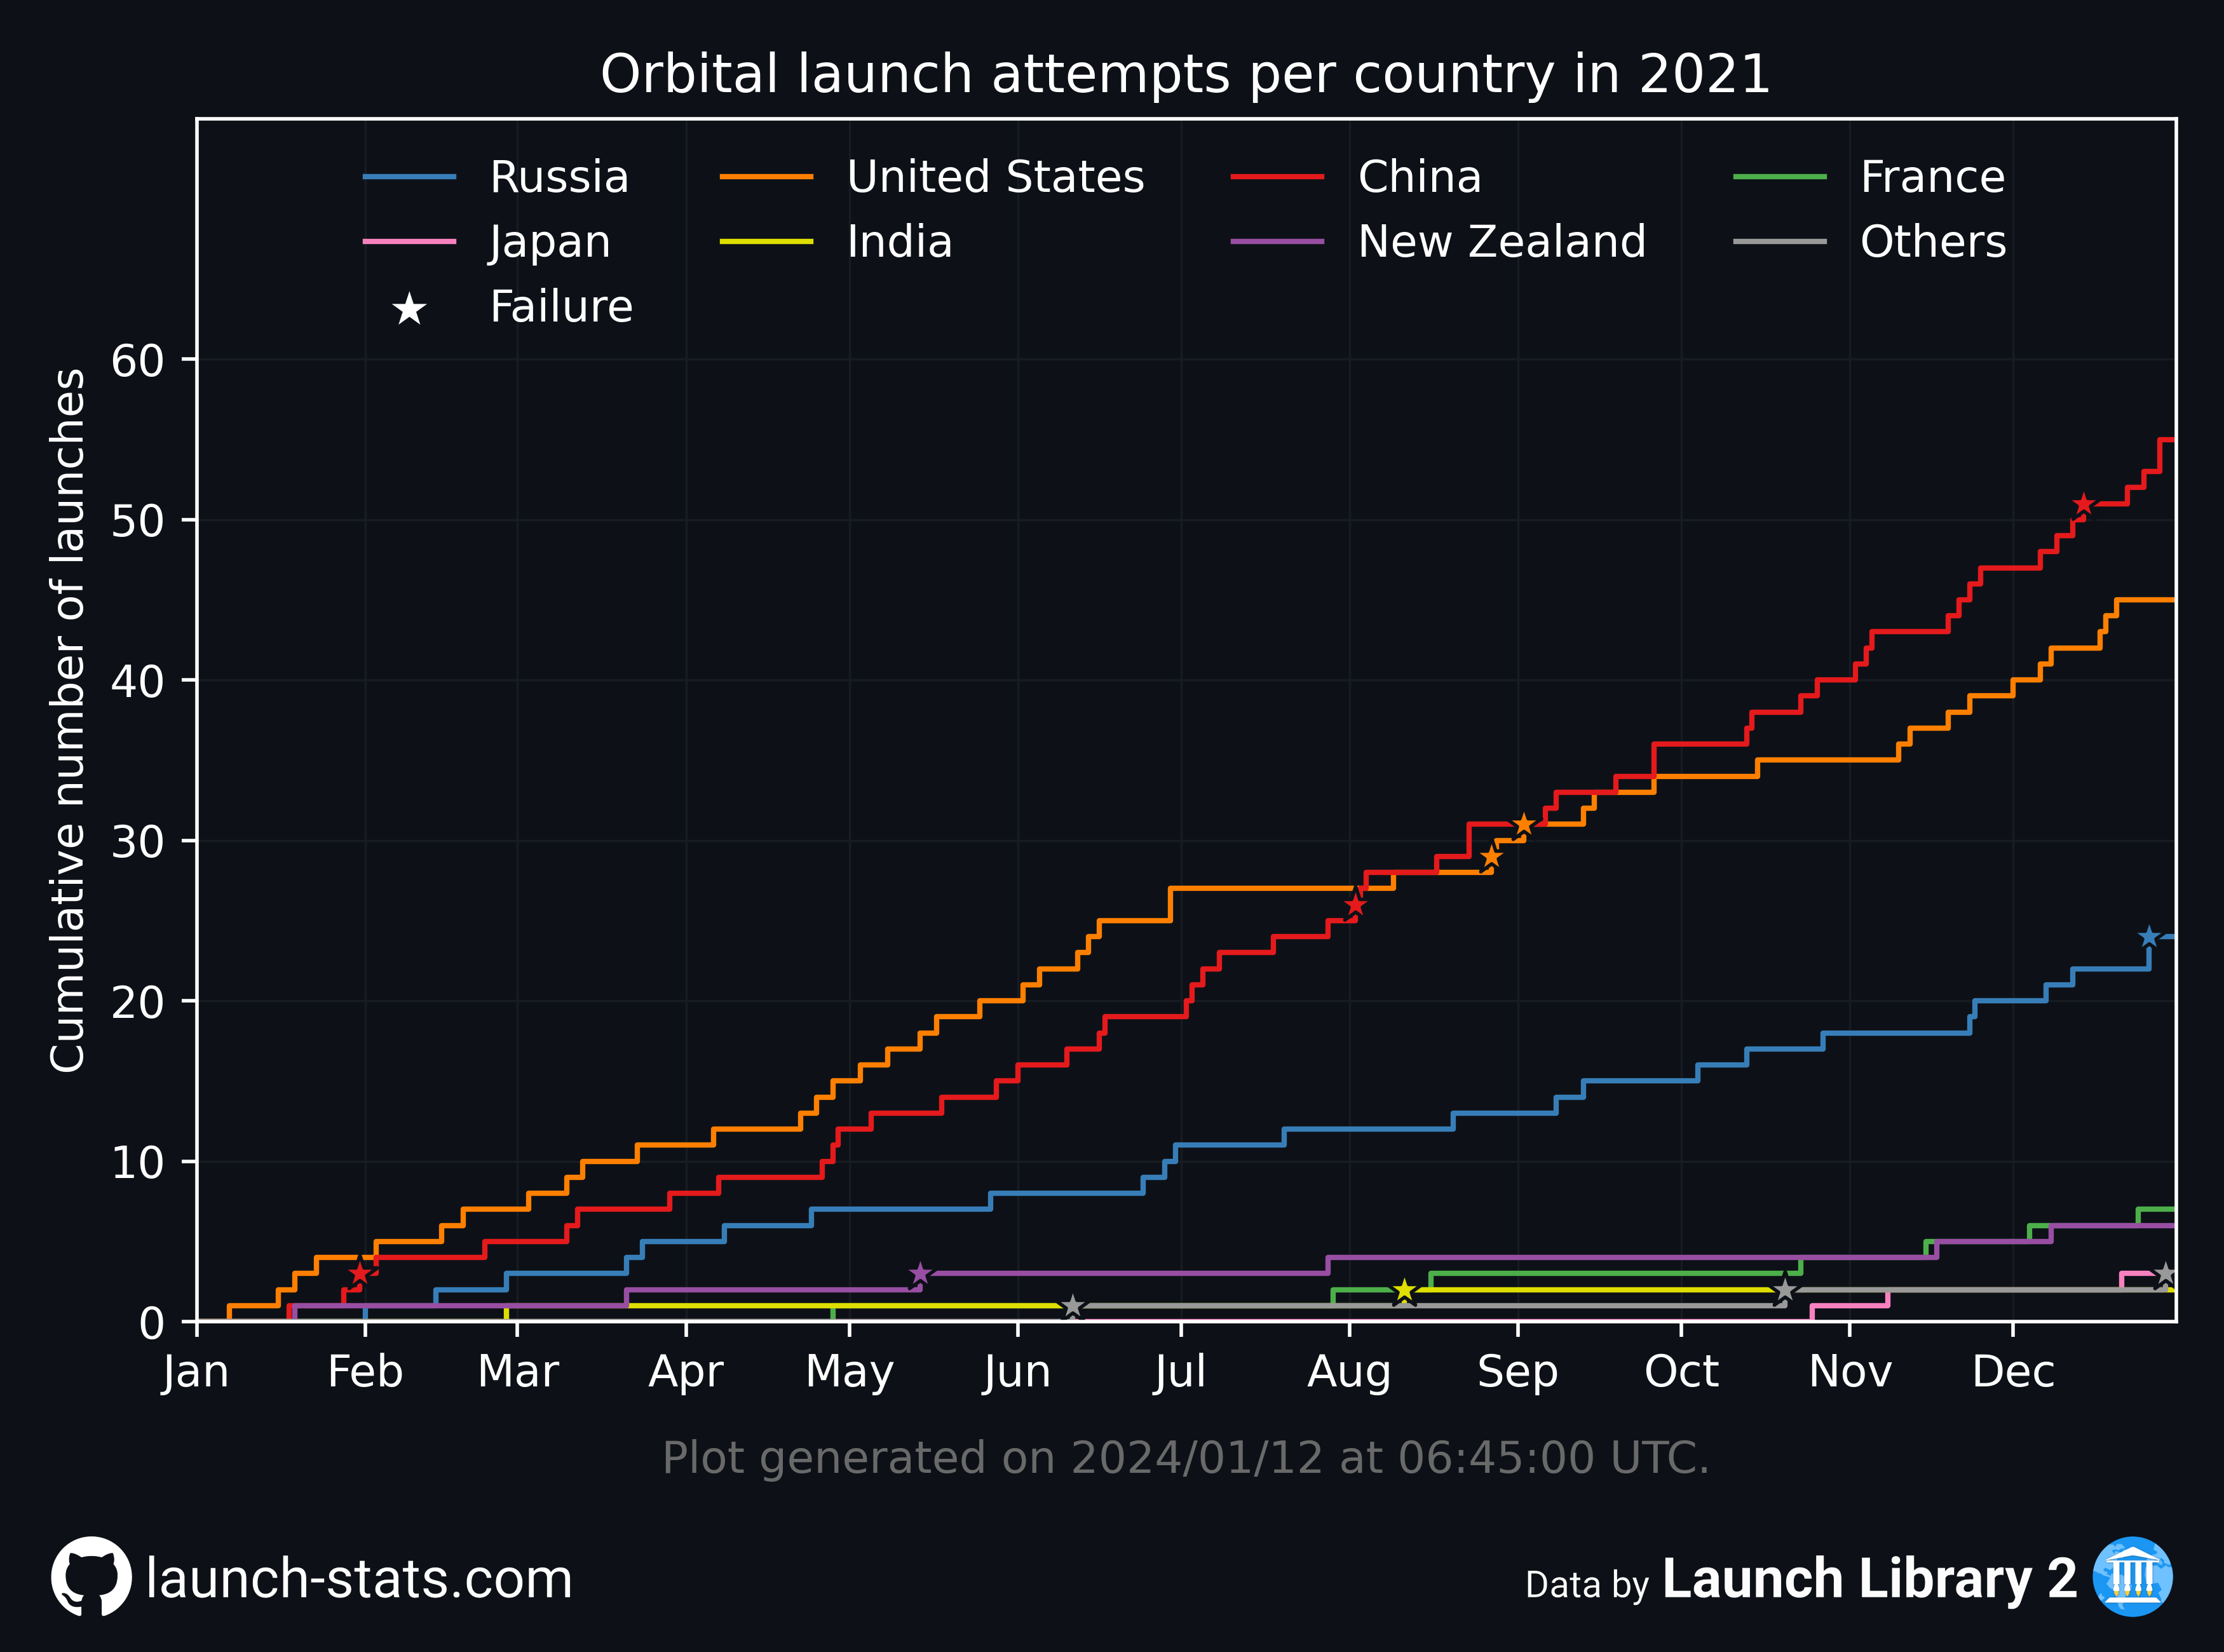 Orbital launch attempts per country in 2021
Russia United States China France
Japan India New Zealand Others
Failure
Cumulative number of launches
60
50
40
30
20
10
0
Jan Feb Mar Apr May Jun Jul Aug Sep Oct Nov Dec
Plot generated on 2024/01/12 at 06:45:00 UTC.
launch-stats.com
Data by Launch Library 2